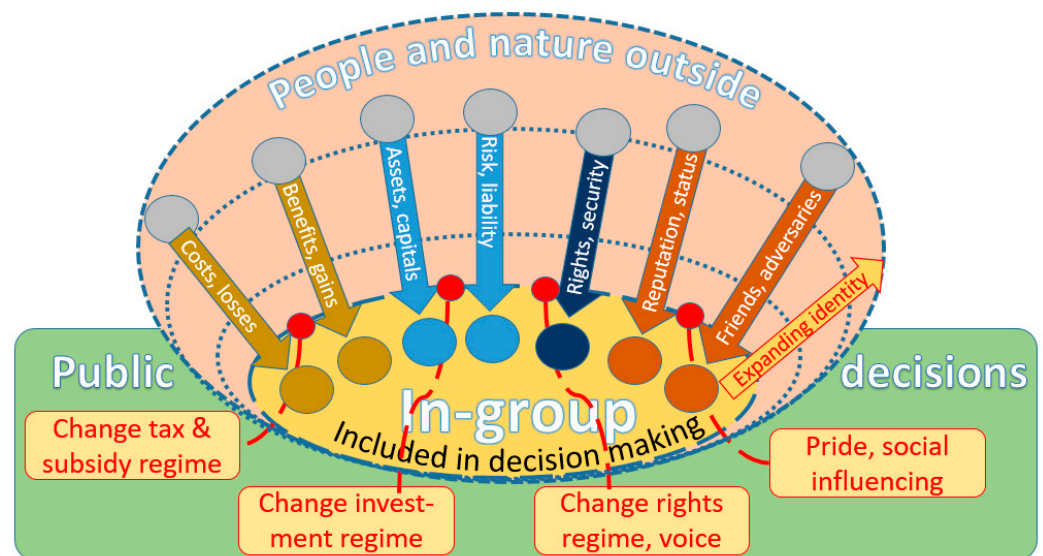 People and nature outside
Costs, losses
Benefits, gains
Assets, capitals
Risk, liability
Rights, security
Reputation, status
Friends, adversaries
Expanding identity
Public
decisions
In-group
Included in decision making
Change tax &
subsidy regime
Change invest-
ment regime
Change rights
regime, voice
Pride, social
influencing